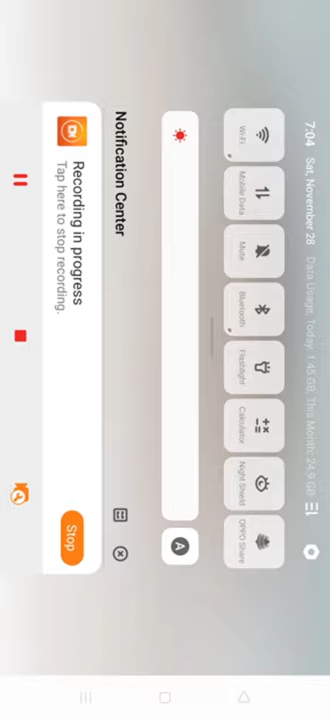 7:04 Sat, November 28 Data Usage, Today: 1.45 GB, This Month: 24.9 GB
Wi-Fi
Mobile Data
Mute
Bluetooth
Flashlight
Calculator
Night Shield
OPPO Share
A
Notification Center
Recording in progress
Tap here to stop recording.
Stop